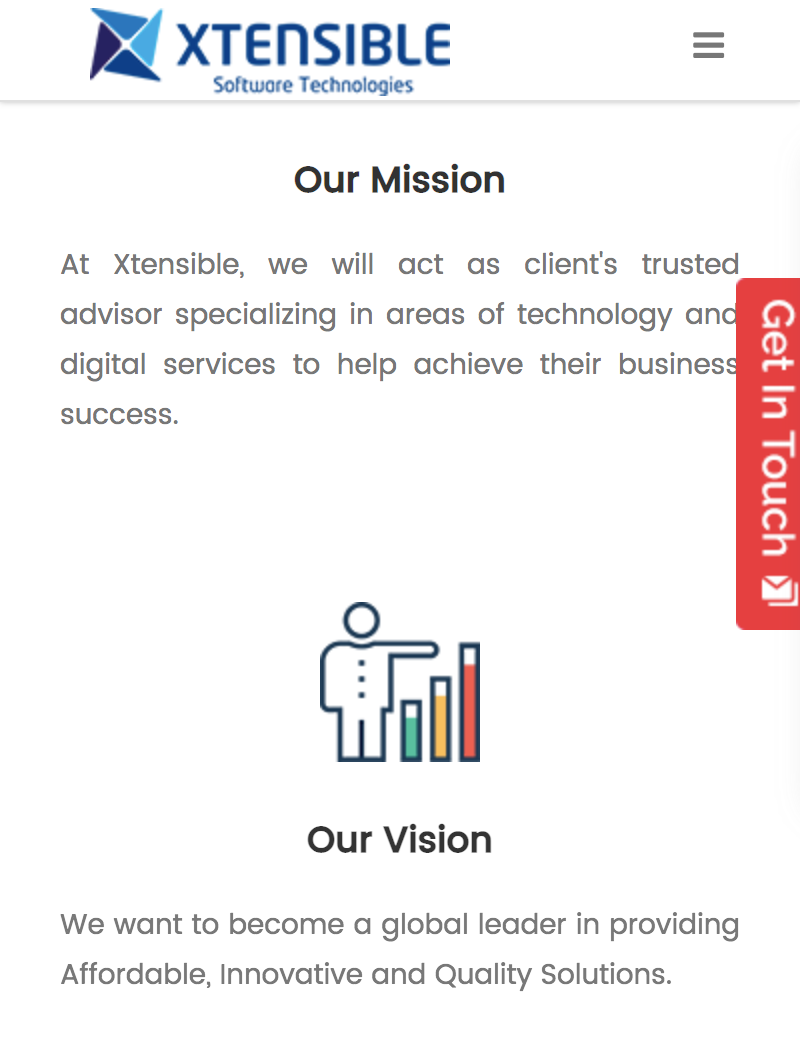 XTENSIBLE
Software Technologies
Our Mission
At Xtensible, we will act as client's trusted
advisor specializing in areas of technology and
digital services to help achieve their business
success.
Get In Touch
Our Vision
We want to become a global leader in providing
Affordable, Innovative and Quality Solutions.